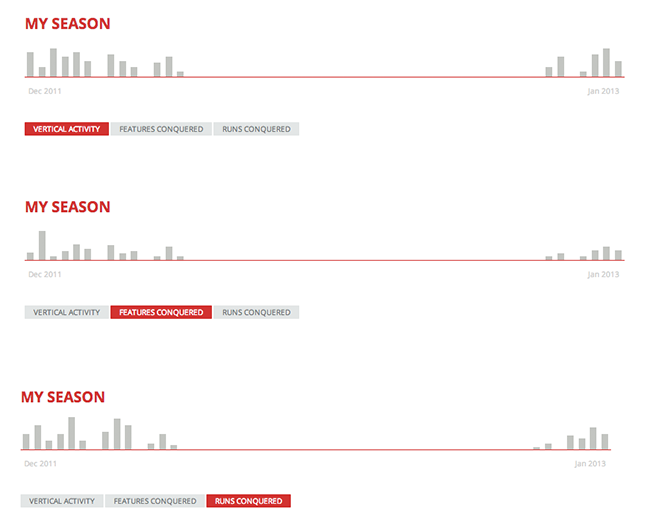 MY SEASON
Dec 2011 Jan 2013
VERTICAL ACTIVITY FEATURES CONQUERED RUNS CONQUERED
MY SEASON
Dec 2011 Jan 2013
VERTICAL ACTIVITY FEATURES CONQUERED RUNS CONQUERED
MY SEASON
Dec 2011 Jan 2013
VERTICAL ACTIVITY FEATURES CONQUERED RUNS CONQUERED